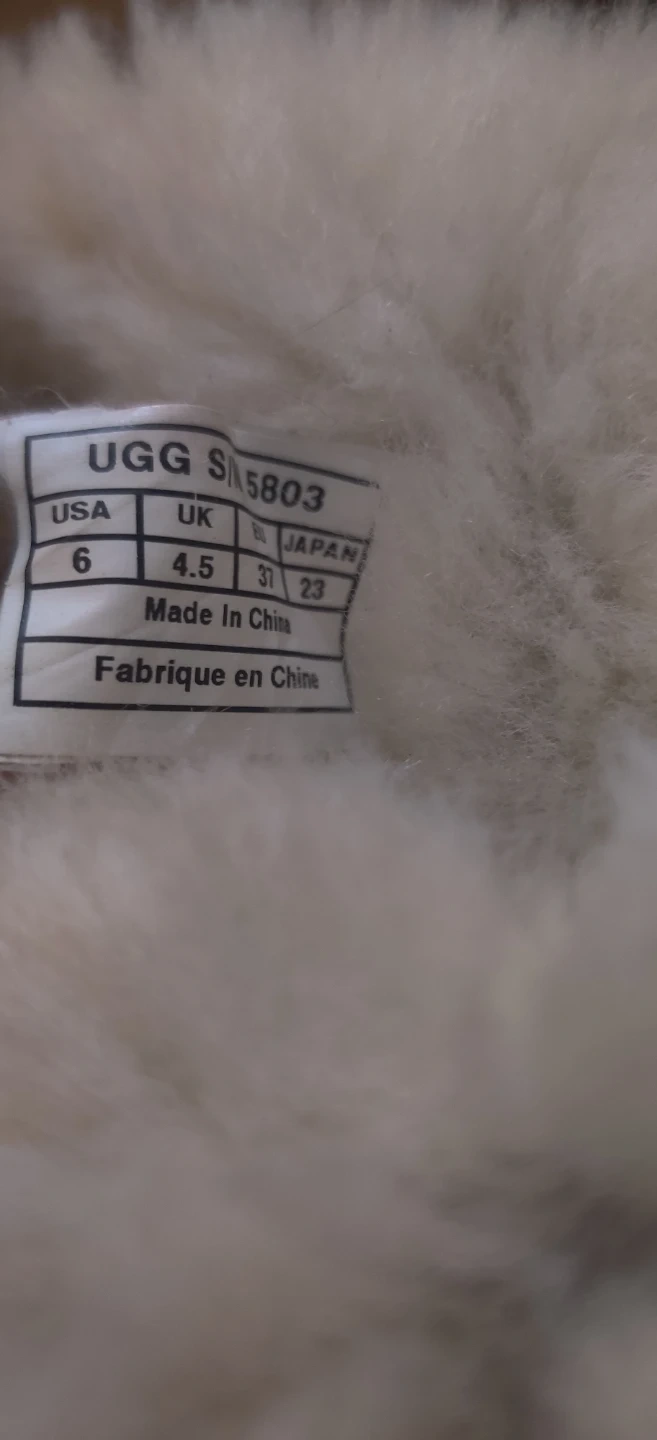 UGG S/N 5803
USA UK EU JAPAN
6 4.5 37 23
Made In China
Fabrique en Chine